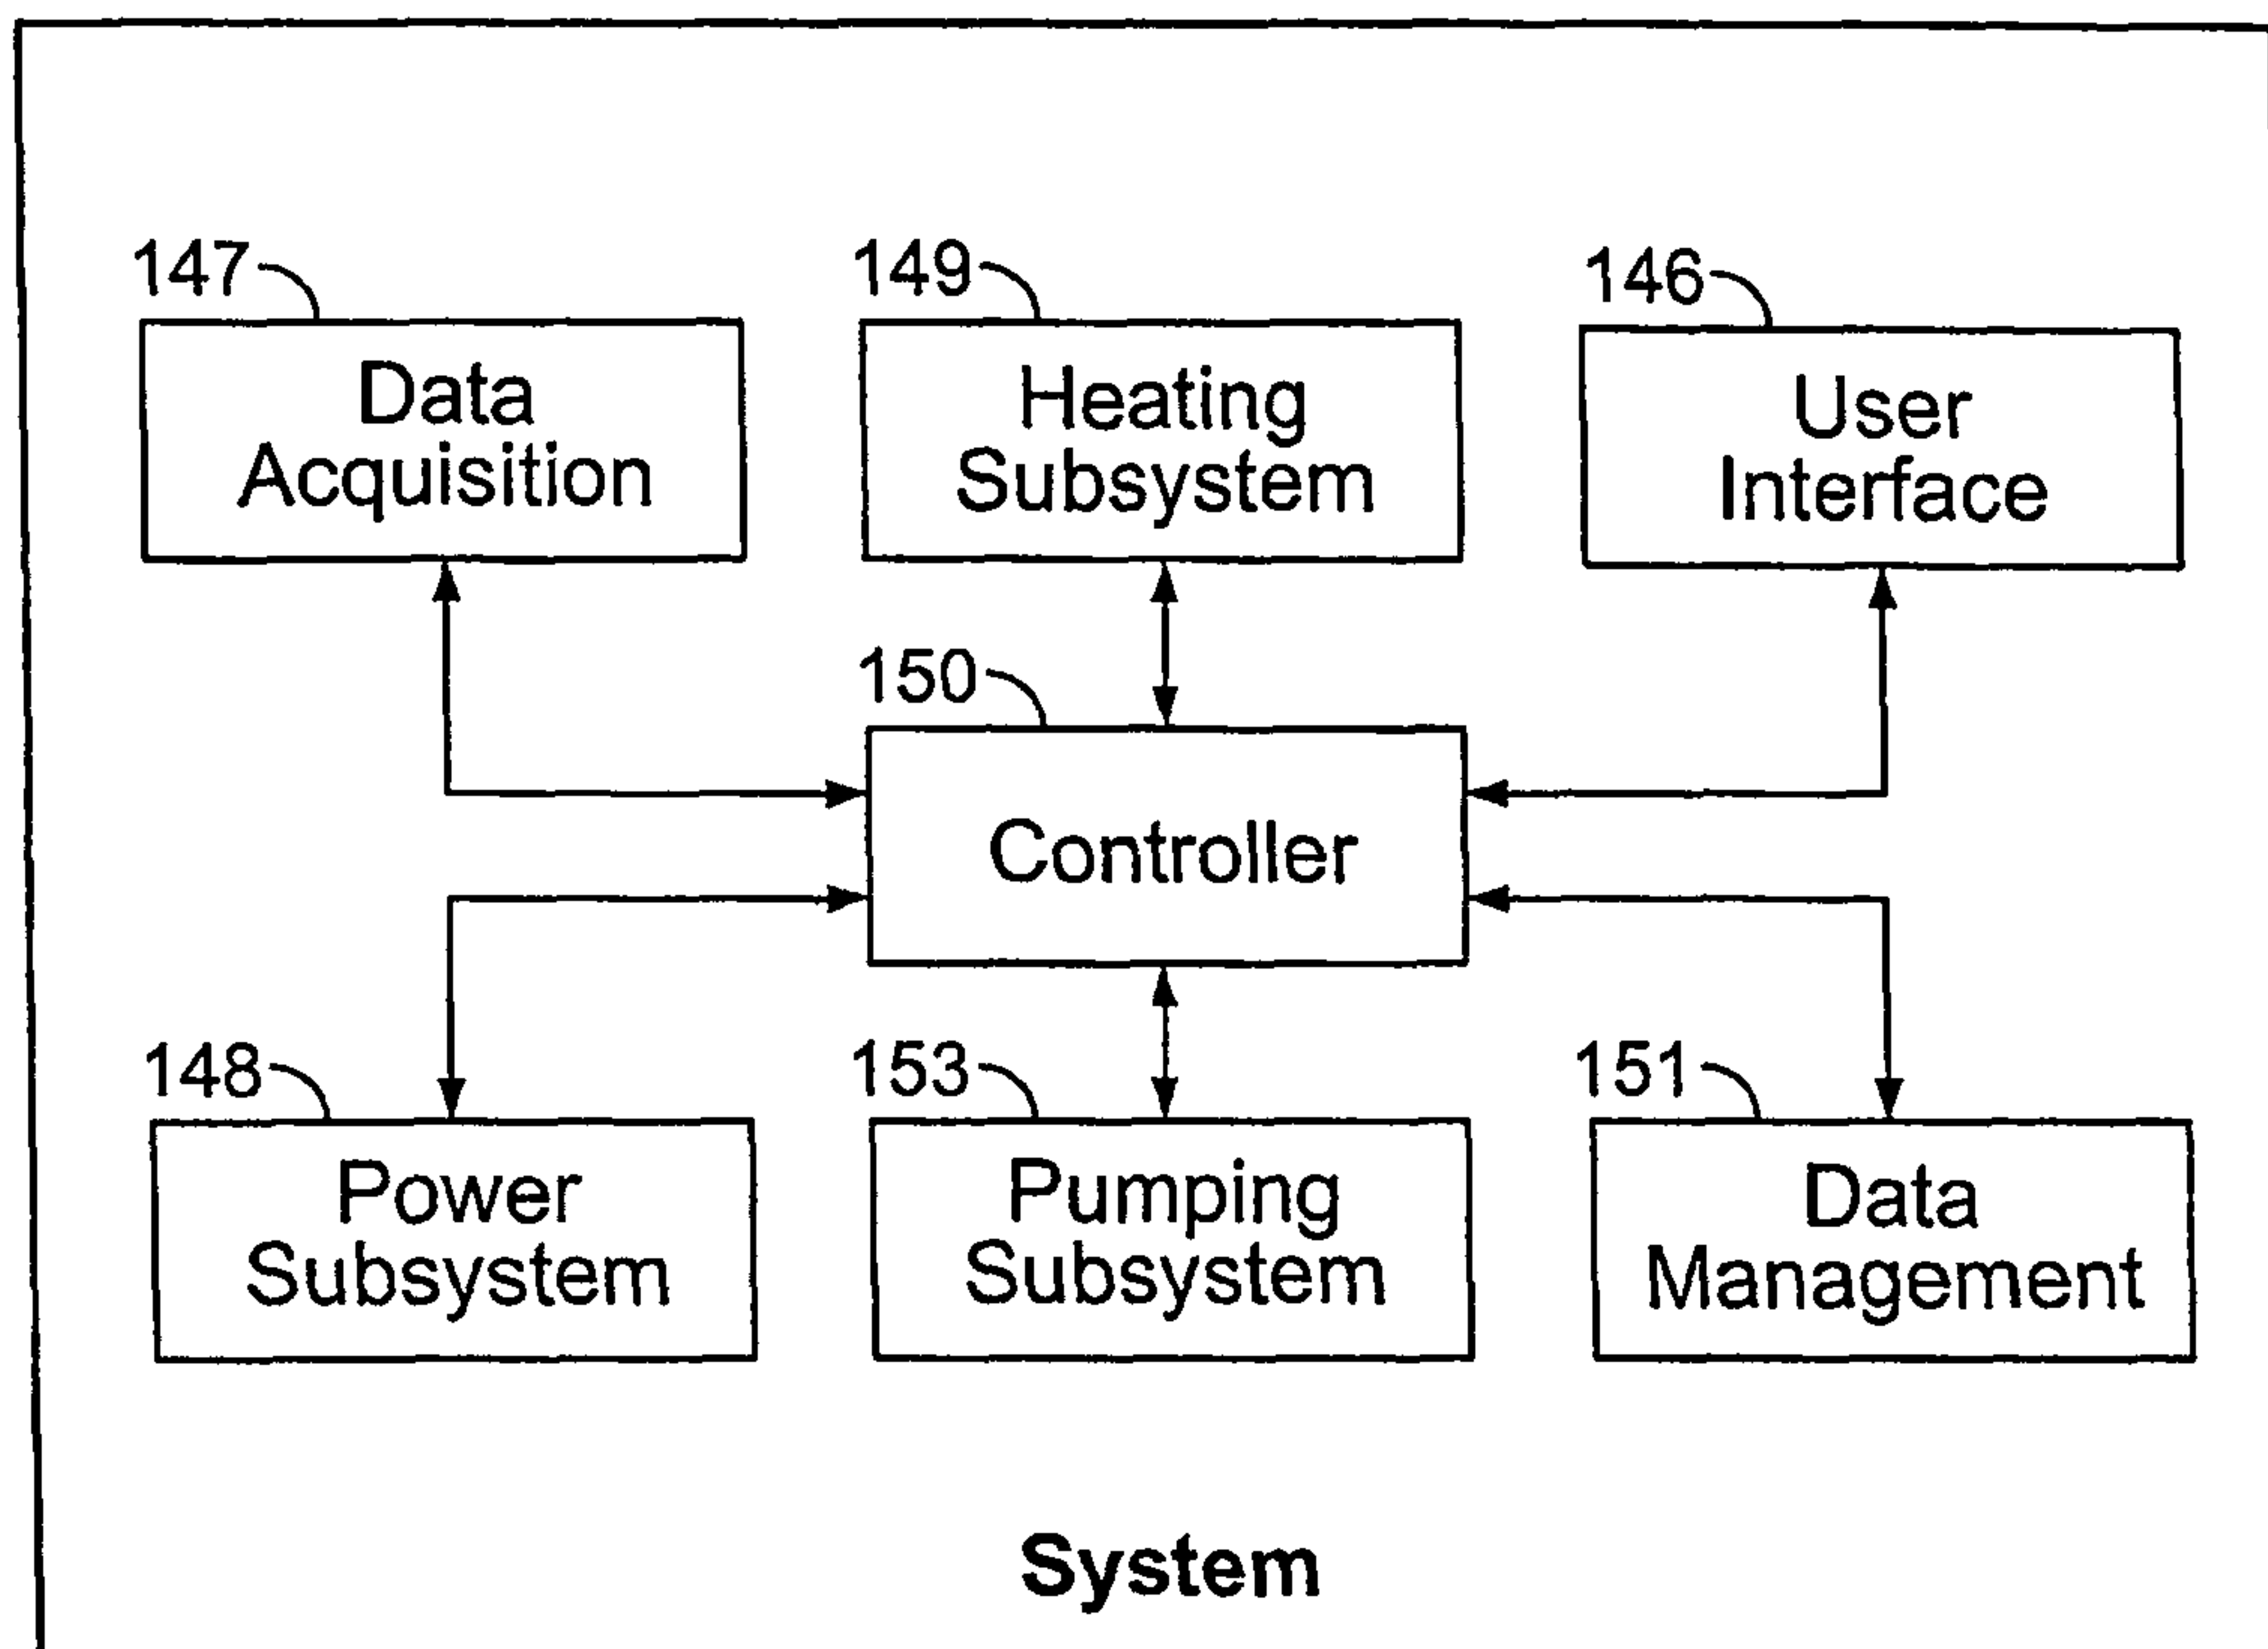 147
Data
Acquisition
149
Heating
Subsystem
146
User
Interface
150
Controller
148
Power
Subsystem
153
Pumping
Subsystem
151
Data
Management
System